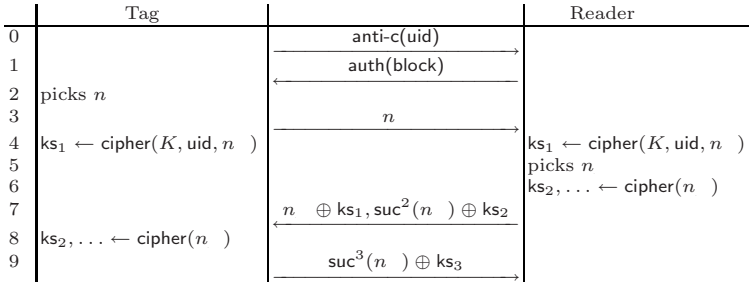 Tag Reader
0 anti-c(uid)
1 auth(block)
2 picks n
3 n
4 ks₁ ← cipher(K, uid, n ) ks₁ ← cipher(K, uid, n )
5 picks n
6 ks₂, . . . ← cipher(n )
7 n ⊕ ks₁, suc²(n ) ⊕ ks₂
8 ks₂, . . . ← cipher(n )
9 suc³(n ) ⊕ ks₃